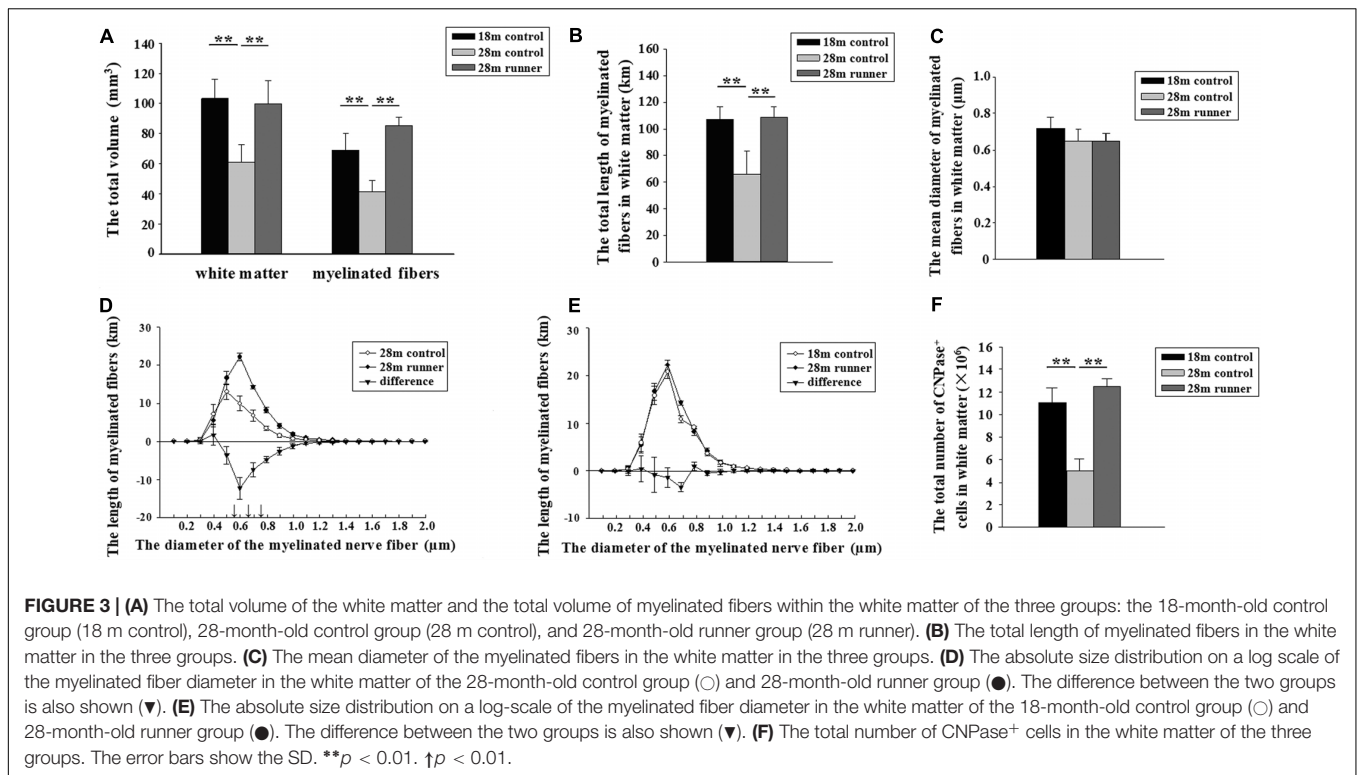 A
** **
** **
18m control
28m control
28m runner
The total volume (mm³)
140
120
100
80
60
40
20
0
white matter myelinated fibers
B
** **
18m control
28m control
28m runner
The total length of myelinated
fibers in white matter (km)
160
140
120
100
80
60
40
20
0
C
18m control
28m control
28m runner
The mean diameter of myelinated
fibers in white matter (µm)
1.0
0.8
0.6
0.4
0.2
0
D
28m control
28m runner
difference
The length of myelinated fibers (km)
30
20
10
0
-10
-20
0.2 0.4 0.6 0.8 1.0 1.2 1.4 1.6 1.8 2.0
The diameter of the myelinated nerve fiber (µm)
E
18m control
28m runner
difference
The length of myelinated fibers (km)
30
20
10
0
-10
0.2 0.4 0.6 0.8 1.0 1.2 1.4 1.6 1.8 2.0
The diameter of the myelinated nerve fiber (µm)
F
** **
18m control
28m control
28m runner
The total number of CNPase⁺
cells in white matter (×10⁶)
16
14
12
10
8
6
4
2
0
FIGURE 3 | (A) The total volume of the white matter and the total volume of myelinated fibers within the white matter of the three groups: the 18-month-old control
group (18 m control), 28-month-old control group (28 m control), and 28-month-old runner group (28 m runner). (B) The total length of myelinated fibers in the white
matter in the three groups. (C) The mean diameter of the myelinated fibers in the white matter in the three groups. (D) The absolute size distribution on a log scale of
the myelinated fiber diameter in the white matter of the 28-month-old control group (○) and 28-month-old runner group (●). The difference between the two groups
is also shown (▼). (E) The absolute size distribution on a log-scale of the myelinated fiber diameter in the white matter of the 18-month-old control group (○) and
28-month-old runner group (●). The difference between the two groups is also shown (▼). (F) The total number of CNPase⁺ cells in the white matter of the three
groups. The error bars show the SD. **p < 0.01. ↑p < 0.01.